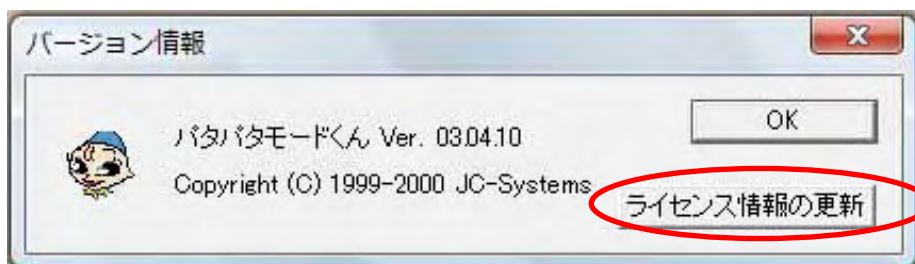 バージョン情報
パタパタモードくん Ver. 03.04.10
OK
Copyright (C) 1999-2000 JC-Systems
ライセンス情報の更新